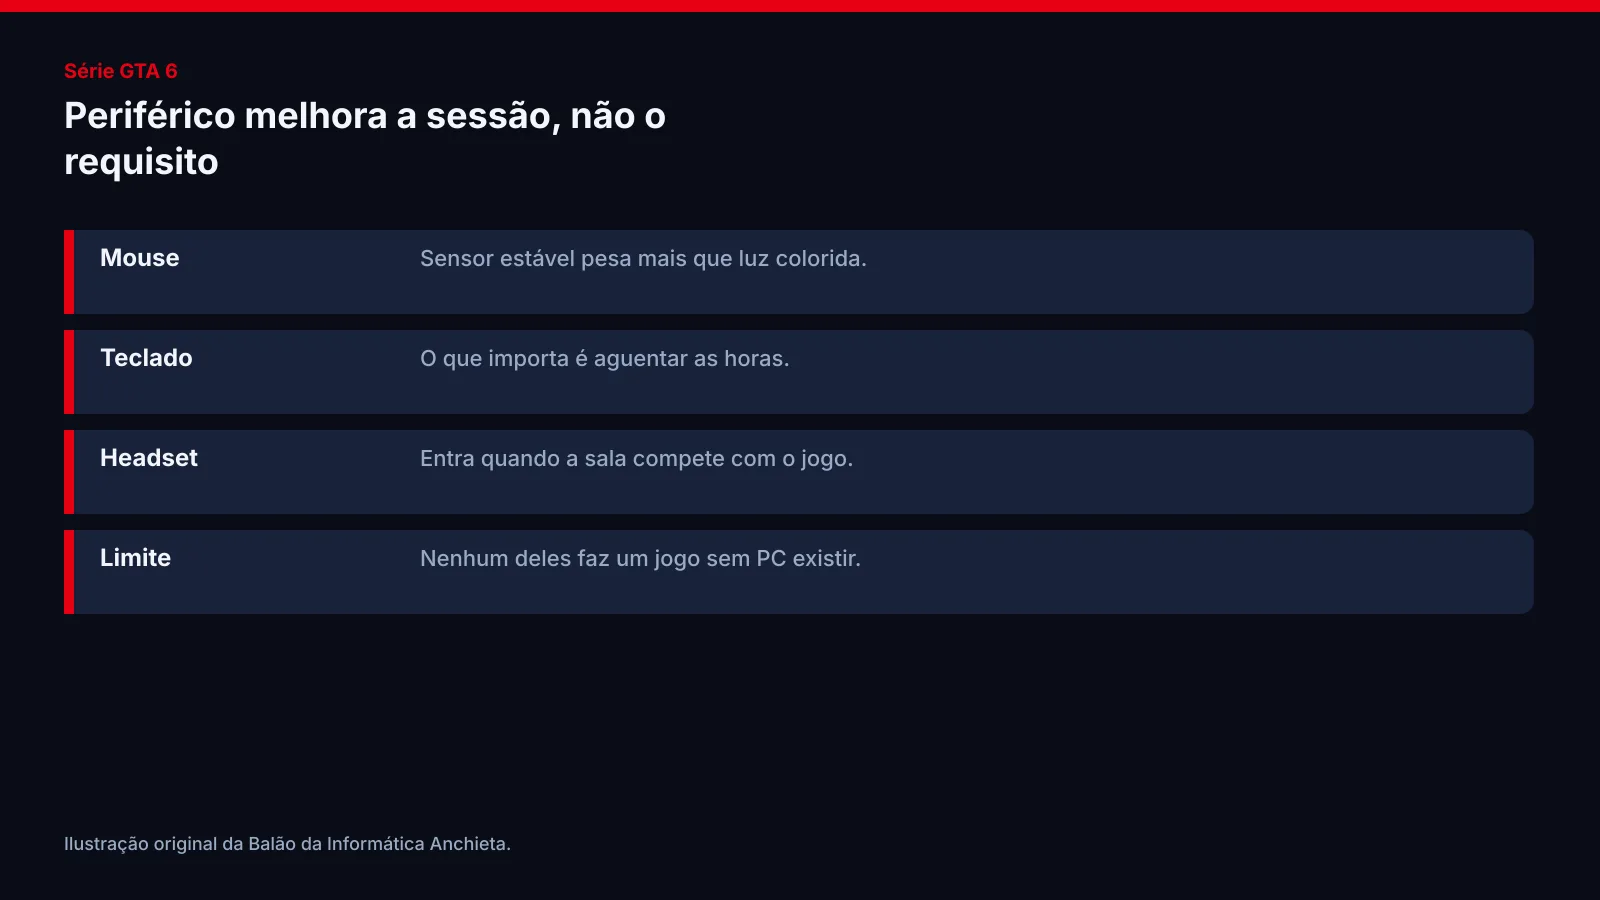 Série GTA 6
Periférico melhora a sessão, não o
requisito
Mouse
Sensor estável pesa mais que luz colorida.
Teclado
O que importa é aguentar as horas.
Headset
Entra quando a sala compete com o jogo.
Limite
Nenhum deles faz um jogo sem PC existir.
Ilustração original da Balão da Informática Anchieta.